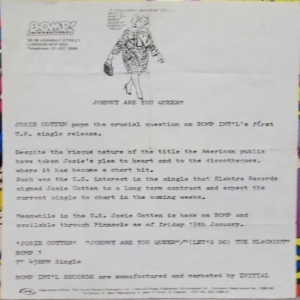 BOMP!
INTERNATIONAL
JOHNNY ARE YOU QUEER?
JOSIE COTTEN pops the crucial question on BOMP INT'L's first
U.K. single release.
Despite the risque nature of the title the American public
have taken Josie's plea to heart and to the discotheques,
where it has become a chart hit.
Such was the U.S. interest in the single that Elektra Records
signed Josie Cotten to a long term contract and expect the
current single to chart in the coming weeks.
Meanwhile in the U.K. Josie Cotten is back on BOMP and
available through Pinnacle as of Friday 15th January.
"JOSIE COTTEN" "JOHNNY ARE YOU QUEER"/"(LET'S DO) THE BLACKOUT"
BOMP 1
7" 45RPM Single
BOMP INT'L RECORDS are manufactured and marketed by INITIAL